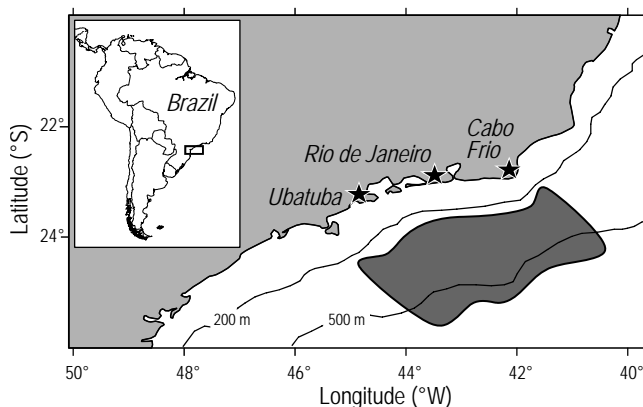 Brazil
22°
Latitude (°S)
24°
Cabo
Frio
Rio de Janeiro
Ubatuba
200 m
500 m
50°
48°
46°
44°
42°
40°
Longitude (°W)